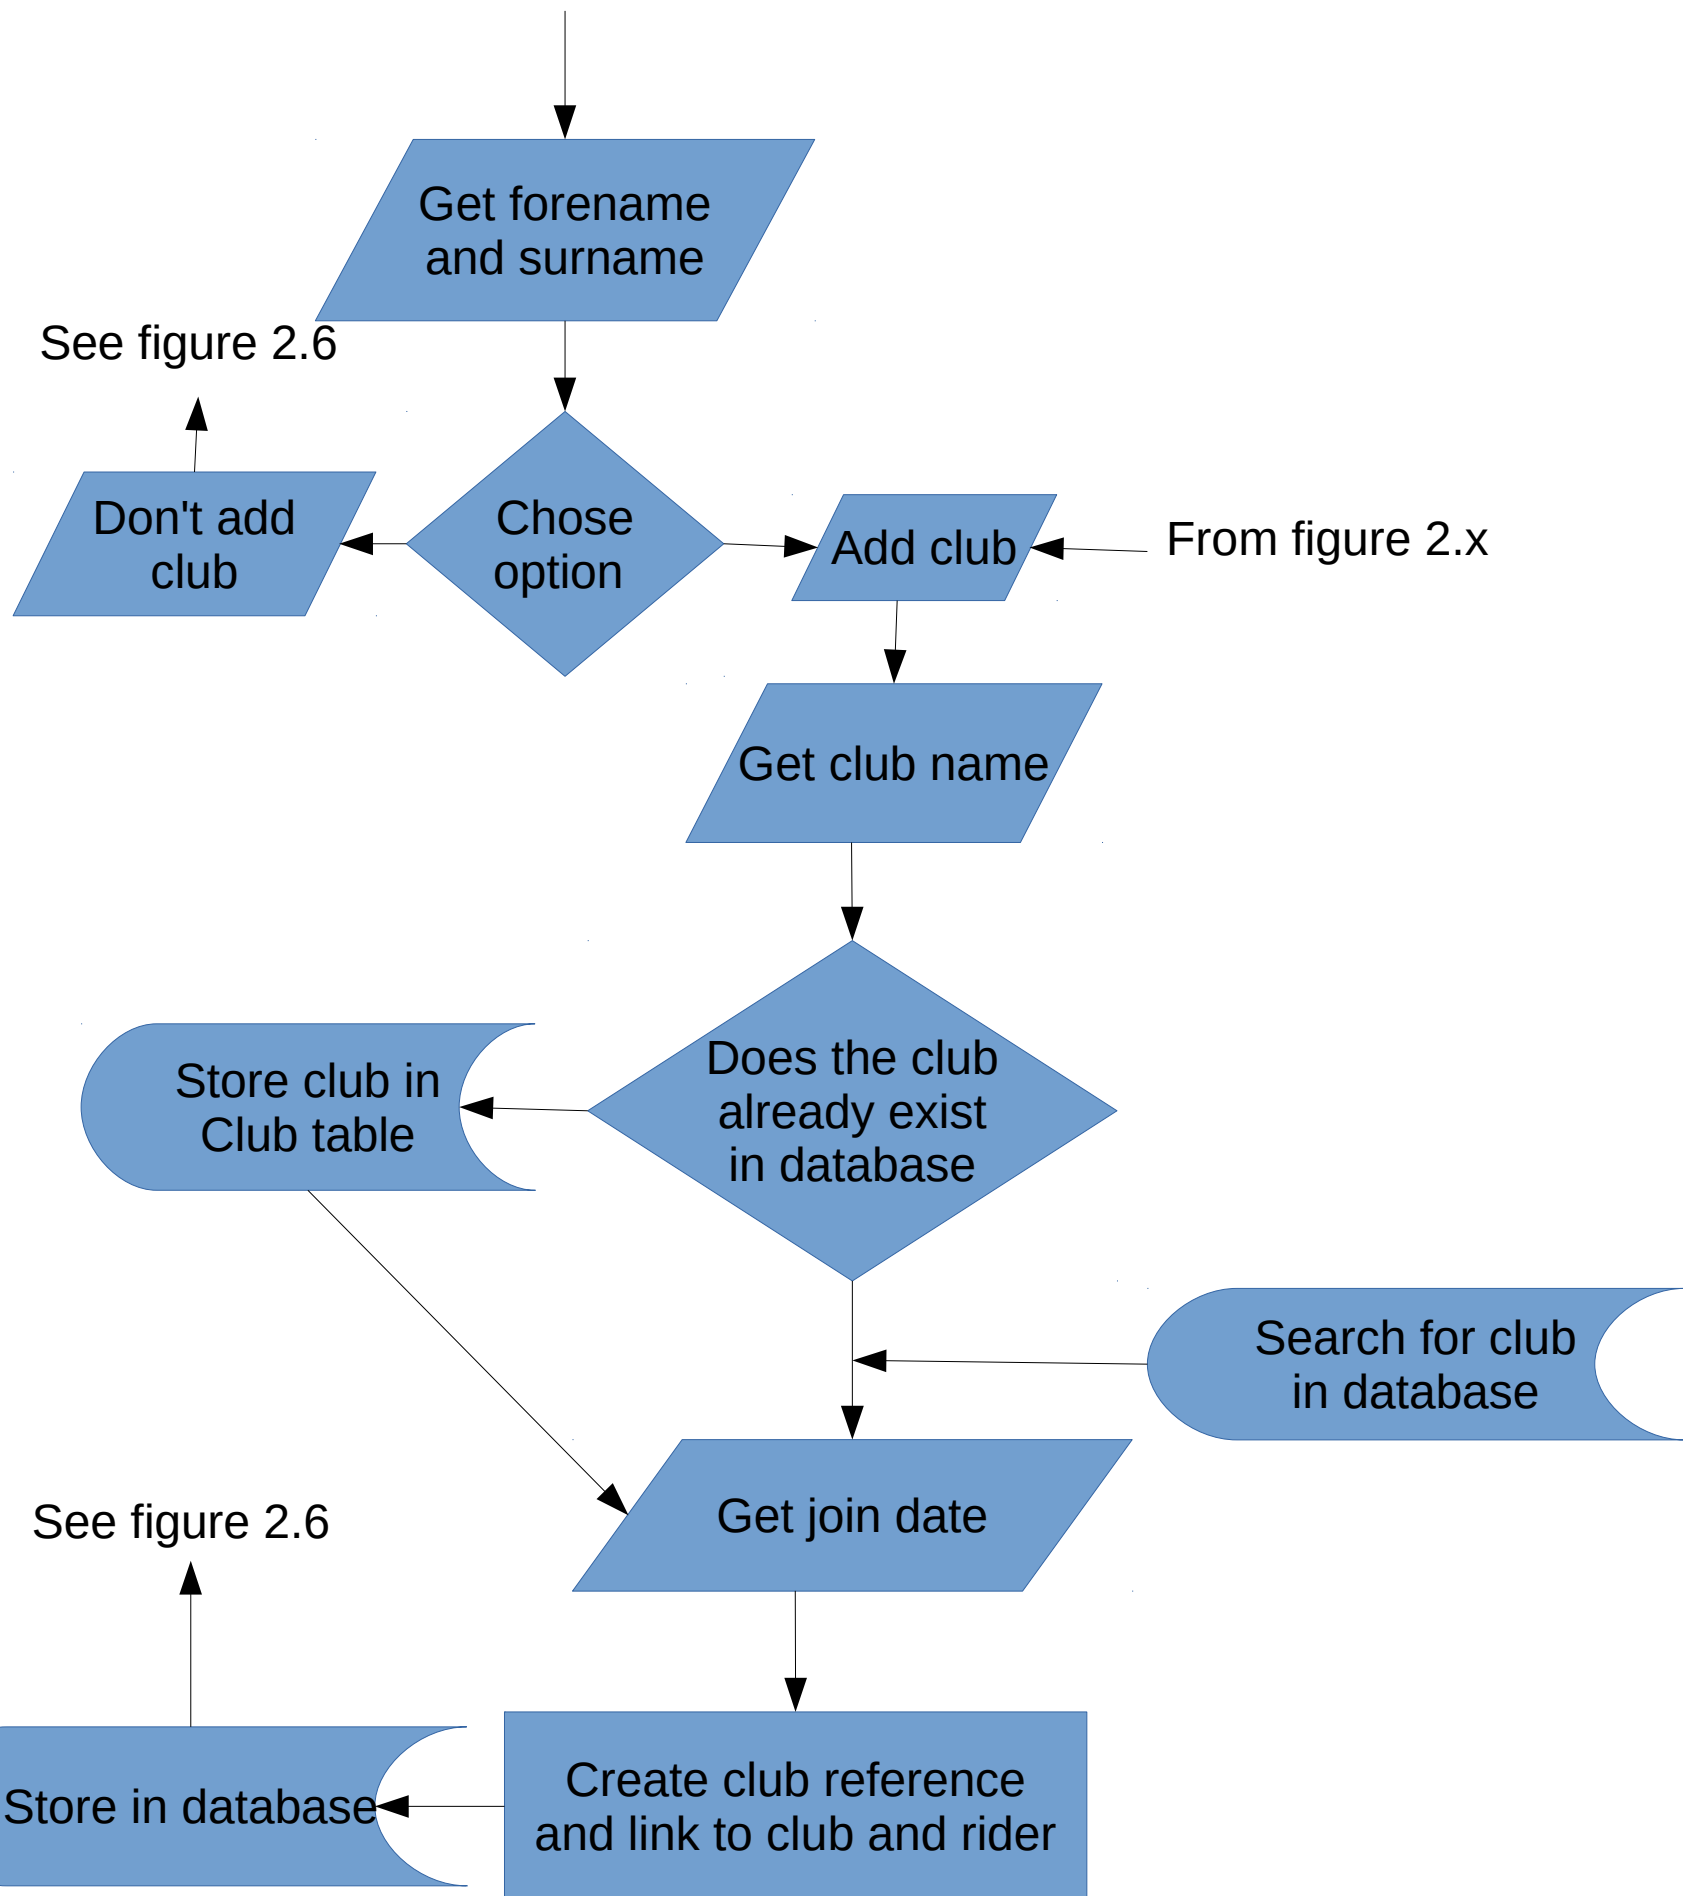 Get forename
and surname
See figure 2.6
Don't add
club
Chose
option
Add club
From figure 2.x
Get club name
Does the club
already exist
in database
Store club in
Club table
Search for club
in database
Get join date
See figure 2.6
Create club reference
and link to club and rider
Store in database